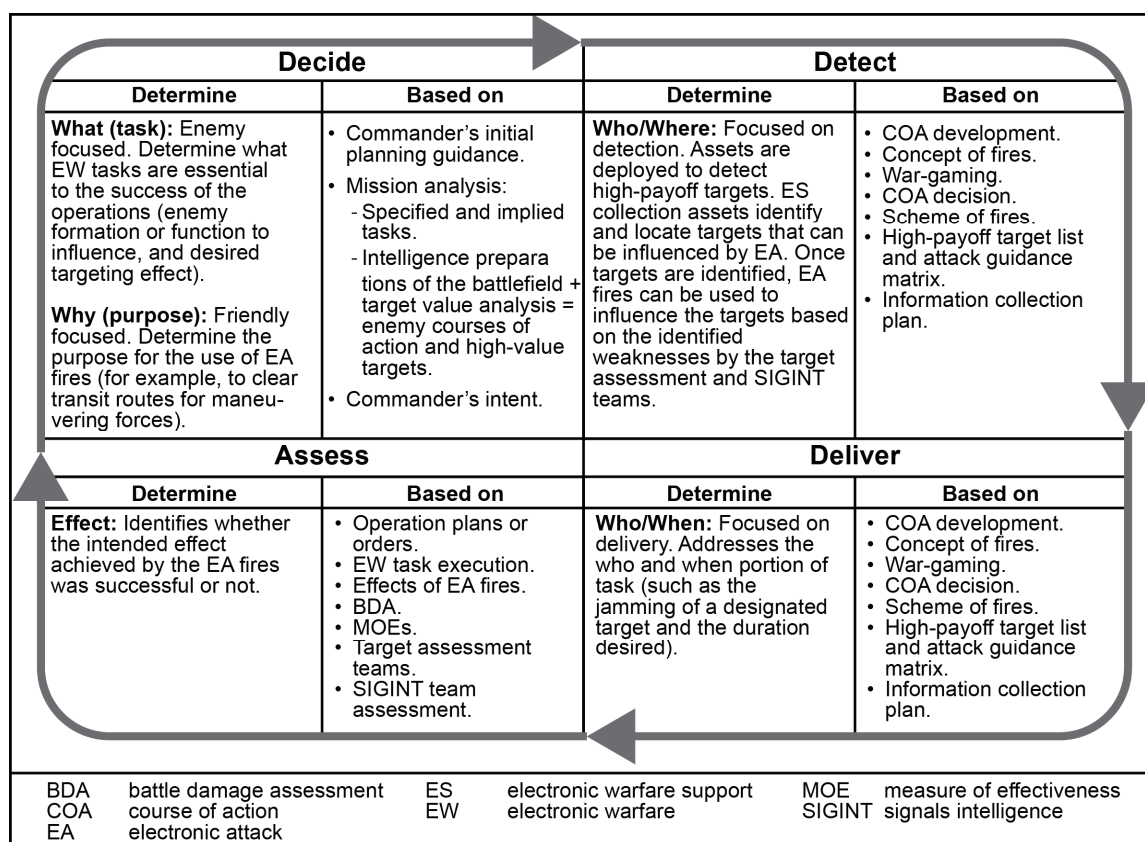 Decide
Determine
Based on
What (task): Enemy
focused. Determine what
EW tasks are essential
to the success of the
operations (enemy
formation or function to
influence, and desired
targeting effect).
Why (purpose): Friendly
focused. Determine the
purpose for the use of EA
fires (for example, to clear
transit routes for maneu-
vering forces).
• Commander’s initial
planning guidance.
• Mission analysis:
- Specified and implied
tasks.
- Intelligence prepara
tions of the battlefield +
target value analysis =
enemy courses of
action and high-value
targets.
• Commander’s intent.
Detect
Determine
Based on
Who/Where: Focused on
detection. Assets are
deployed to detect
high-payoff targets. ES
collection assets identify
and locate targets that can
be influenced by EA. Once
targets are identified, EA
fires can be used to
influence the targets based
on the identified
weaknesses by the target
assessment and SIGINT
teams.
• COA development.
• Concept of fires.
• War-gaming.
• COA decision.
• Scheme of fires.
• High-payoff target list
and attack guidance
matrix.
• Information collection
plan.
Assess
Determine
Based on
Effect: Identifies whether
the intended effect
achieved by the EA fires
was successful or not.
• Operation plans or
orders.
• EW task execution.
• Effects of EA fires.
• BDA.
• MOEs.
• Target assessment
teams.
• SIGINT team
assessment.
Deliver
Determine
Based on
Who/When: Focused on
delivery. Addresses the
who and when portion of
task (such as the
jamming of a designated
target and the duration
desired).
• COA development.
• Concept of fires.
• War-gaming.
• COA decision.
• Scheme of fires.
• High-payoff target list
and attack guidance
matrix.
• Information collection
plan.
BDA battle damage assessment
COA course of action
EA electronic attack
ES electronic warfare support
EW electronic warfare
MOE measure of effectiveness
SIGINT signals intelligence